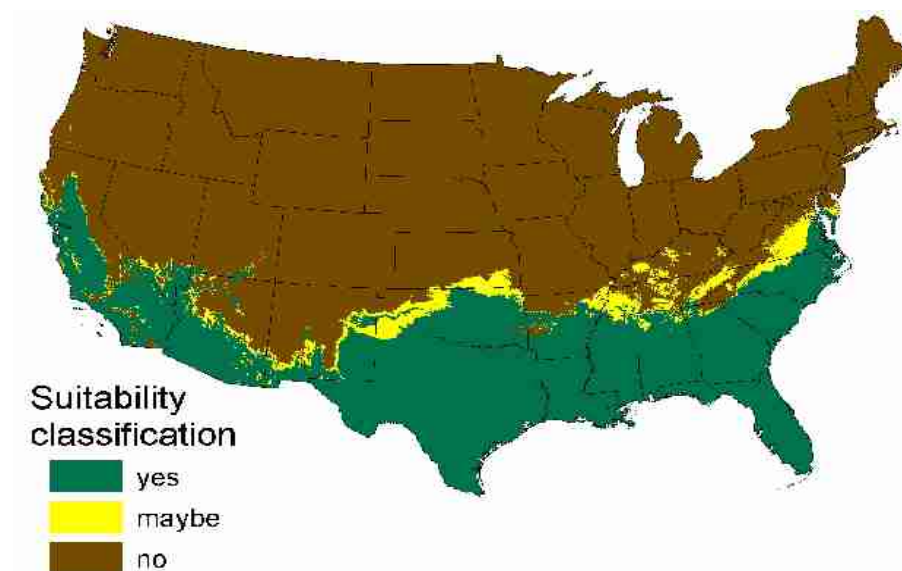 Suitability
classification
yes
maybe
no